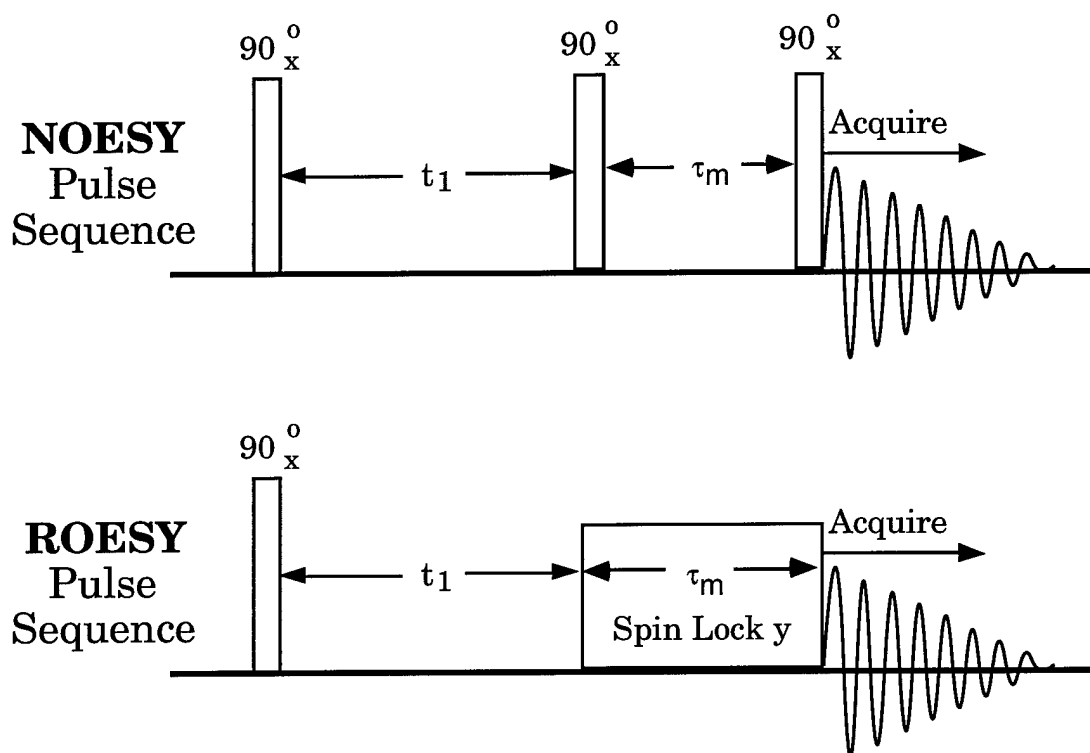 90°x 90°x 90°x
NOESY
Pulse
Sequence
t1
τm
Acquire
90°x
ROESY
Pulse
Sequence
t1
τm
Spin Lock y
Acquire